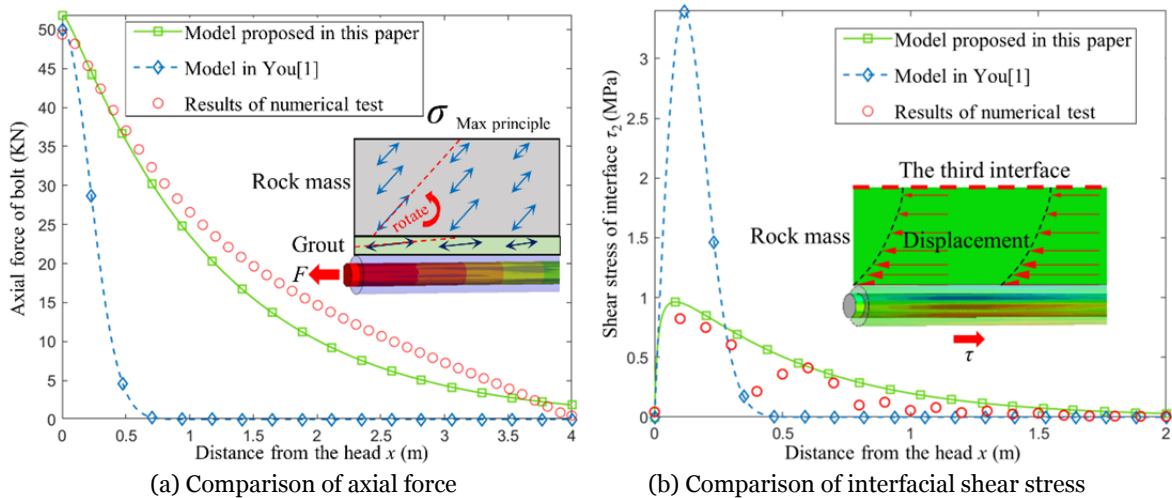 Axial force of bolt (KN)
50
45
40
35
30
25
20
15
10
5
0
0 0.5 1 1.5 2 2.5 3 3.5 4
Distance from the head x (m)
Model proposed in this paper
Model in You[1]
Results of numerical test
σ Max principle
Rock mass
rotate
Grout
F
(a) Comparison of axial force
Shear stress of interface τ2 (MPa)
3
2.5
2
1.5
1
0.5
0
0 0.5 1 1.5 2
Distance from the head x (m)
Model proposed in this paper
Model in You[1]
Results of numerical test
The third interface
Rock mass
Displacement
τ
(b) Comparison of interfacial shear stress